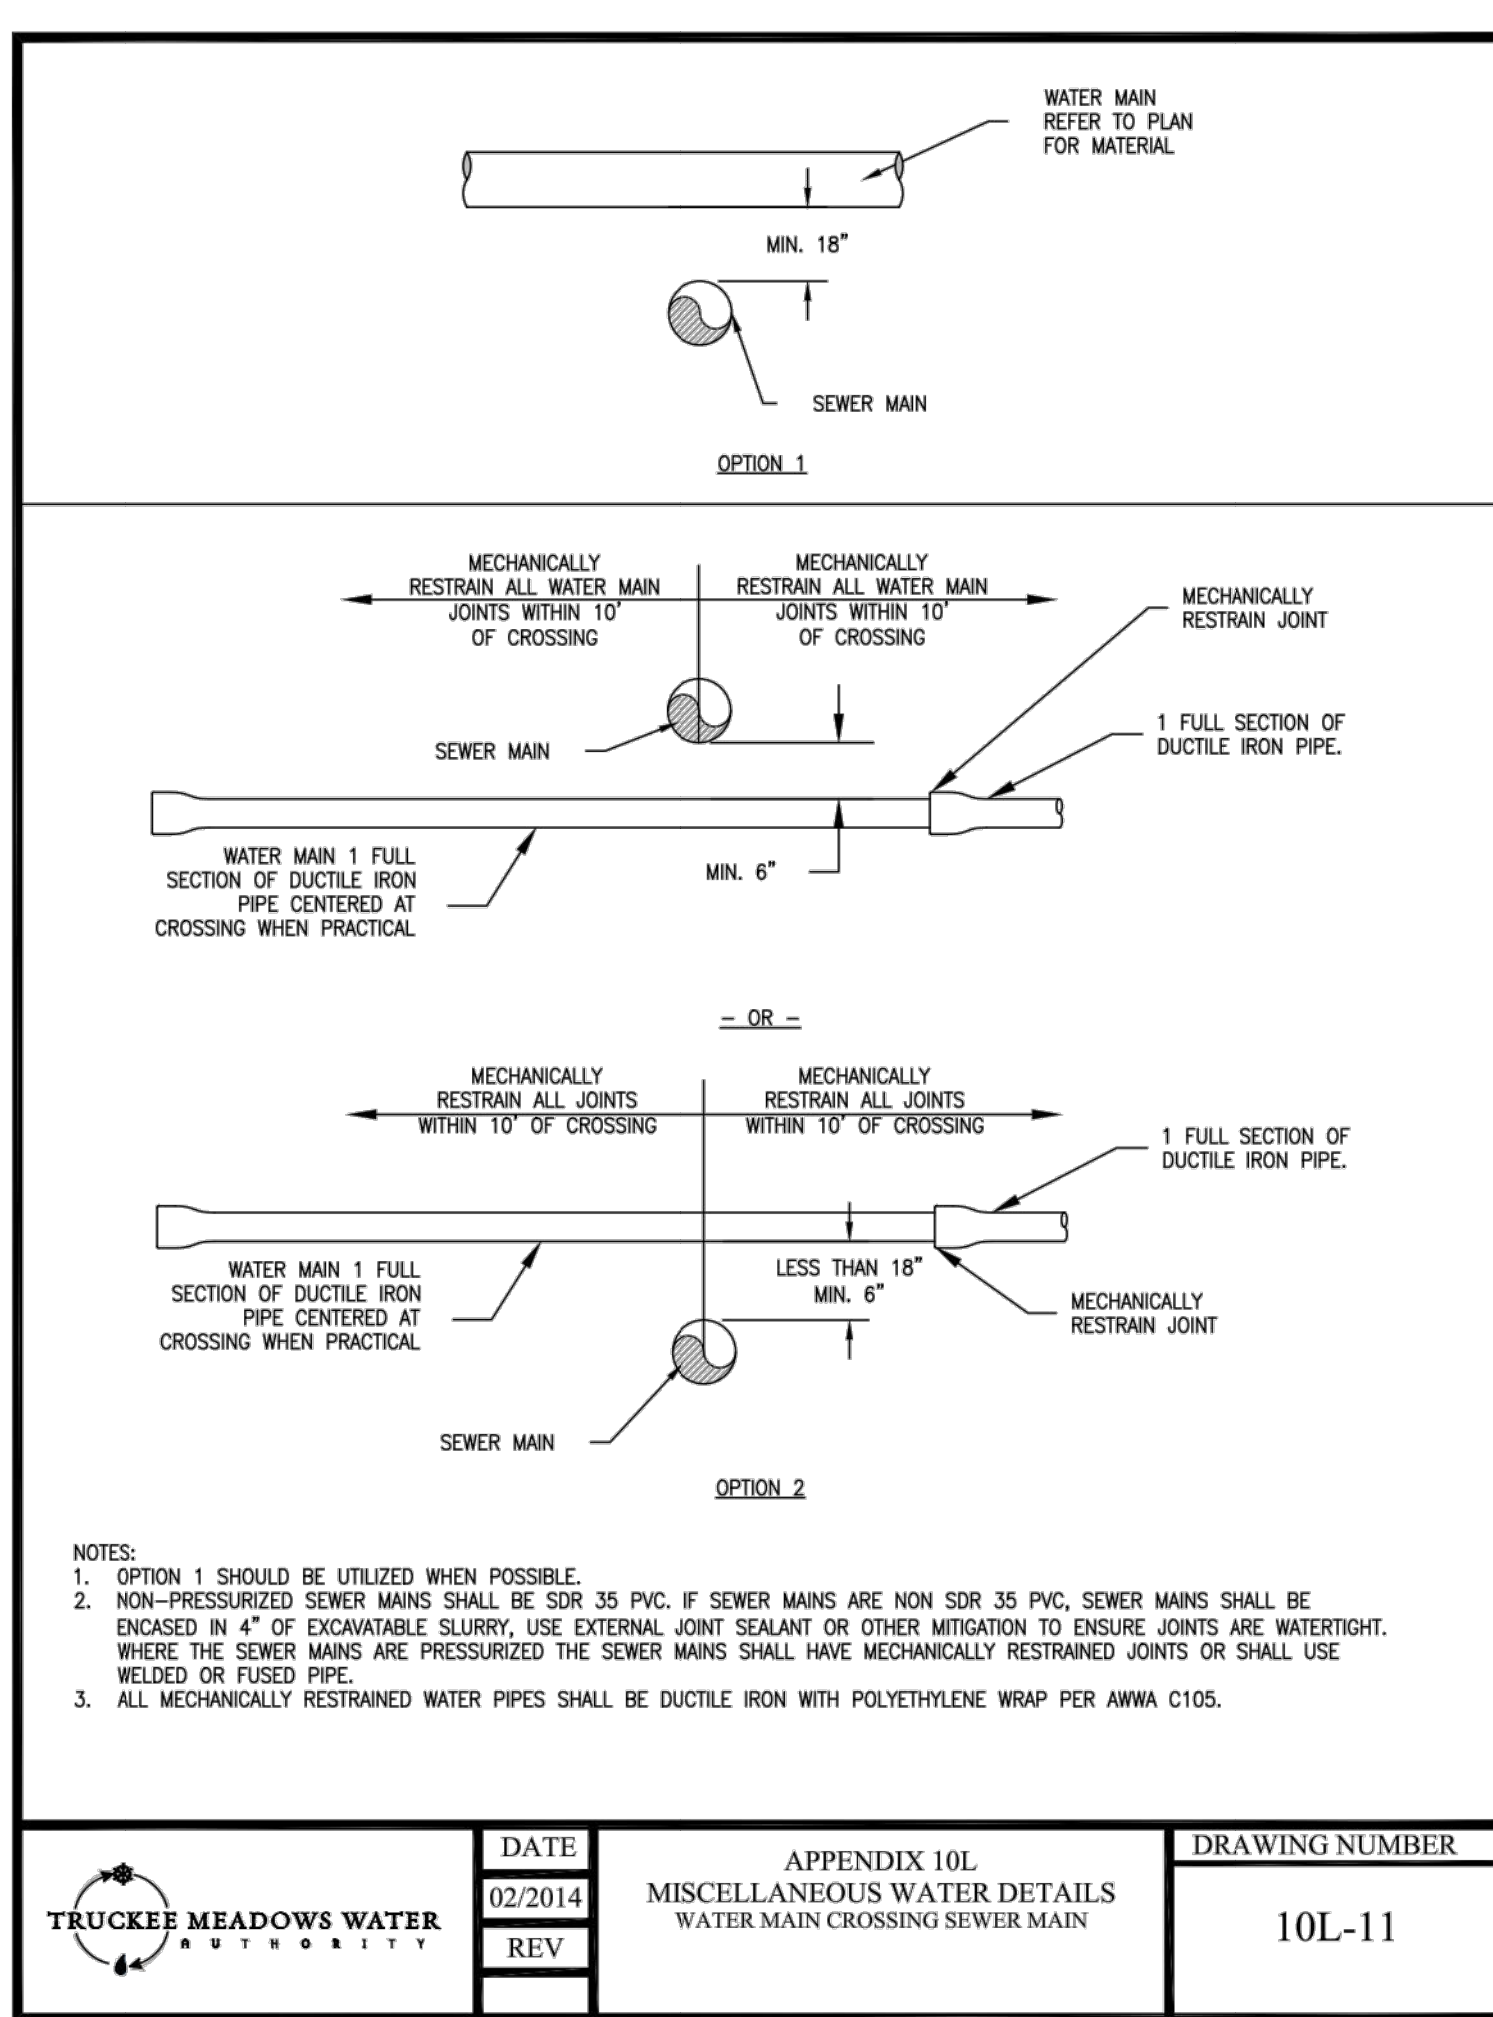 WATER MAIN
REFER TO PLAN
FOR MATERIAL
MIN. 18"
SEWER MAIN
OPTION 1
MECHANICALLY
RESTRAIN ALL WATER MAIN
JOINTS WITHIN 10'
OF CROSSING
MECHANICALLY
RESTRAIN ALL WATER MAIN
JOINTS WITHIN 10'
OF CROSSING
MECHANICALLY
RESTRAIN JOINT
1 FULL SECTION OF
DUCTILE IRON PIPE.
SEWER MAIN
WATER MAIN 1 FULL
SECTION OF DUCTILE IRON
PIPE CENTERED AT
CROSSING WHEN PRACTICAL
MIN. 6"
- OR -
MECHANICALLY
RESTRAIN ALL JOINTS
WITHIN 10' OF CROSSING
MECHANICALLY
RESTRAIN ALL JOINTS
WITHIN 10' OF CROSSING
1 FULL SECTION OF
DUCTILE IRON PIPE.
WATER MAIN 1 FULL
SECTION OF DUCTILE IRON
PIPE CENTERED AT
CROSSING WHEN PRACTICAL
LESS THAN 18"
MIN. 6"
MECHANICALLY
RESTRAIN JOINT
SEWER MAIN
OPTION 2
NOTES:
1. OPTION 1 SHOULD BE UTILIZED WHEN POSSIBLE.
2. NON-PRESSURIZED SEWER MAINS SHALL BE SDR 35 PVC. IF SEWER MAINS ARE NON SDR 35 PVC, SEWER MAINS SHALL BE
ENCASED IN 4" OF EXCAVATABLE SLURRY, USE EXTERNAL JOINT SEALANT OR OTHER MITIGATION TO ENSURE JOINTS ARE WATERTIGHT.
WHERE THE SEWER MAINS ARE PRESSURIZED THE SEWER MAINS SHALL HAVE MECHANICALLY RESTRAINED JOINTS OR SHALL USE
WELDED OR FUSED PIPE.
3. ALL MECHANICALLY RESTRAINED WATER PIPES SHALL BE DUCTILE IRON WITH POLYETHYLENE WRAP PER AWWA C105.
TRUCKEE MEADOWS WATER
AUTHORITY
DATE
02/2014
REV
APPENDIX 10L
MISCELLANEOUS WATER DETAILS
WATER MAIN CROSSING SEWER MAIN
DRAWING NUMBER
10L-11